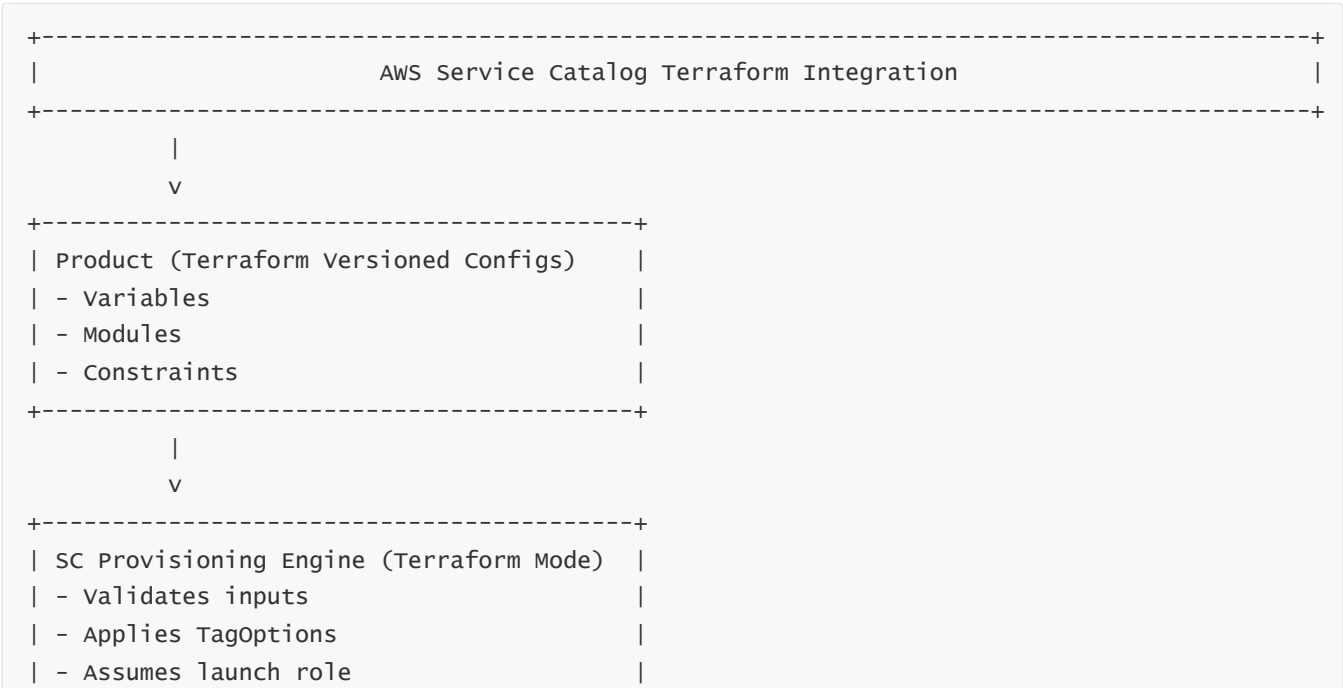 +-------------------------------------------------------------------------------------------+
|                         AWS Service Catalog Terraform Integration                         |
+-------------------------------------------------------------------------------------------+
          |
          v
+-------------------------------------------+
| Product (Terraform Versioned Configs)     |
| - Variables                               |
| - Modules                                 |
| - Constraints                             |
+-------------------------------------------+
          |
          v
+-------------------------------------------+
| SC Provisioning Engine (Terraform Mode)   |
| - Validates inputs                        |
| - Applies TagOptions                      |
| - Assumes launch role                     |